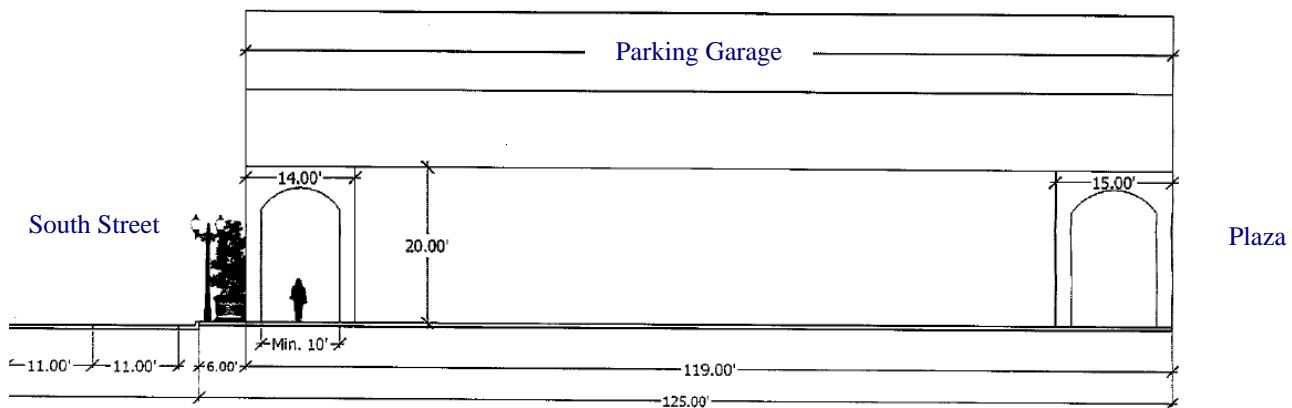 Parking Garage
14.00'
15.00'
South Street
20.00'
Plaza
Min. 10'
11.00'
11.00'
6.00'
119.00'
125.00'